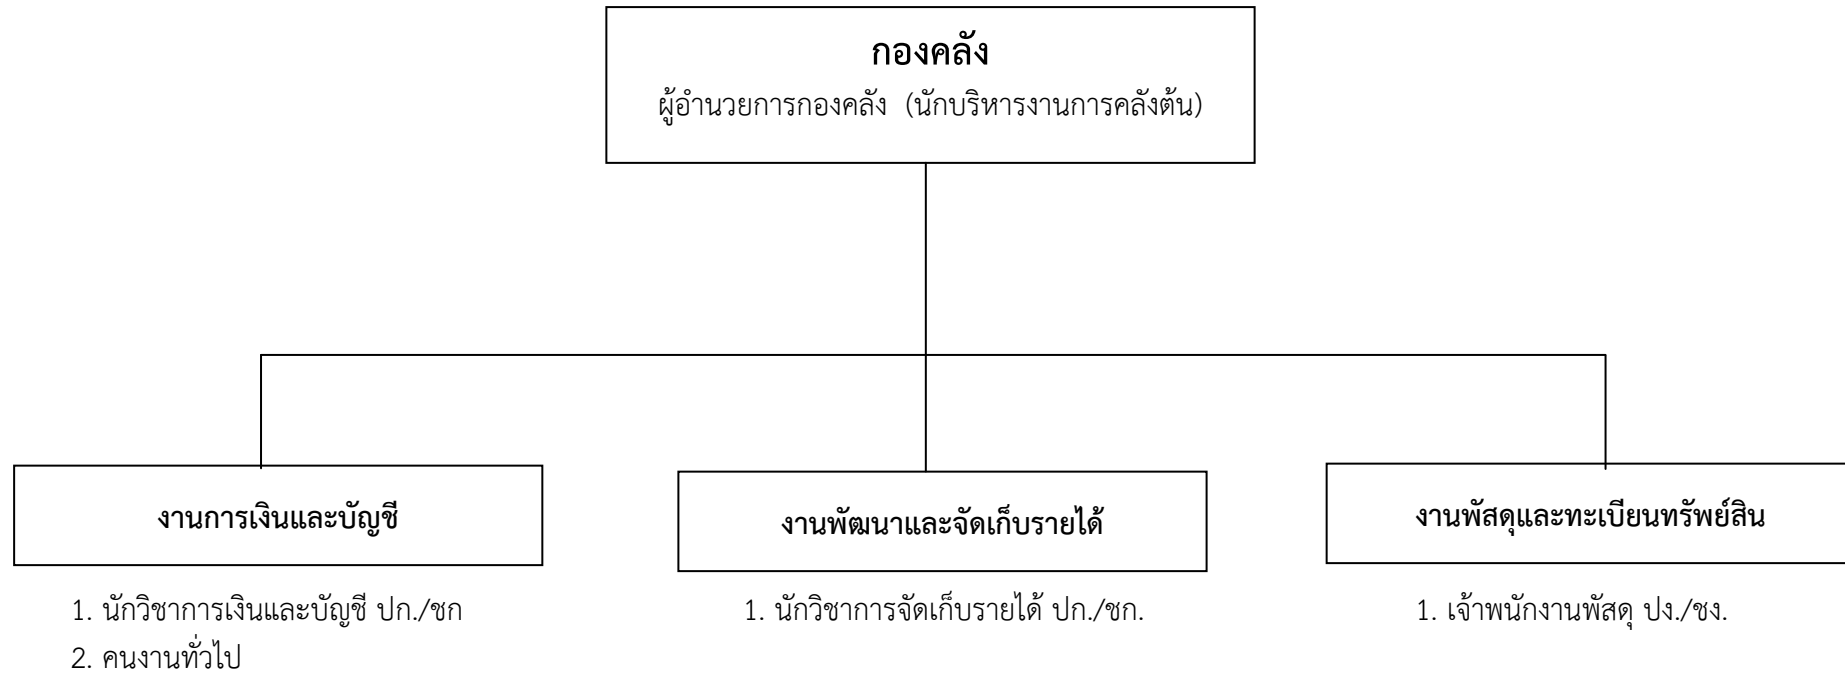 กองคลัง
ผู้อำนวยการกองคลัง (นักบริหารงานการคลังต้น)
งานการเงินและบัญชี
1. นักวิชาการเงินและบัญชี ปก./ชก
2. คนงานทั่วไป
งานพัฒนาและจัดเก็บรายได้
1. นักวิชาการจัดเก็บรายได้ ปก./ชก.
งานพัสดุและทะเบียนทรัพย์สิน
1. เจ้าพนักงานพัสดุ ปง./ชง.